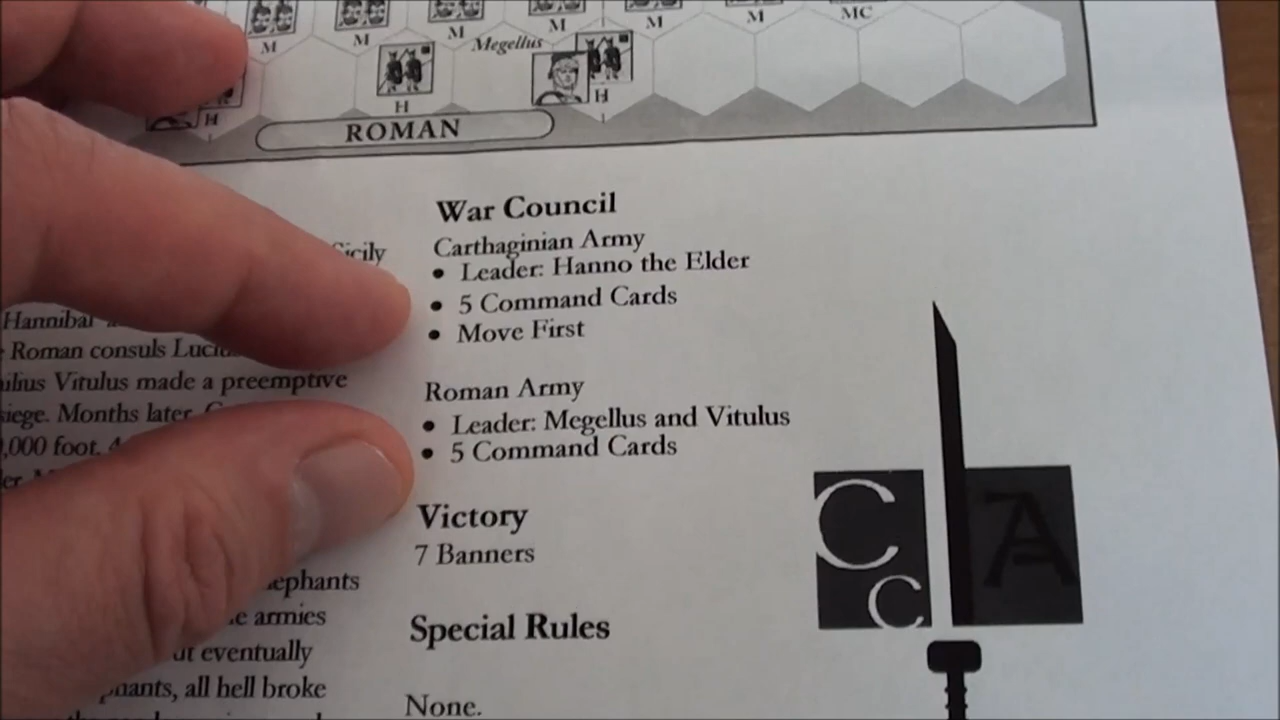 M M M M M M MC
Megellus
H H H
ROMAN
Sicily
Hannibal
Roman consuls
Vitulus made a preemptive
siege. Months later,
,000 foot,
armies
eventually
all hell broke
War Council
Carthaginian Army
• Leader: Hanno the Elder
• 5 Command Cards
• Move First
Roman Army
• Leader: Megellus and Vitulus
• 5 Command Cards
Victory
7 Banners
Special Rules
None.
C C A